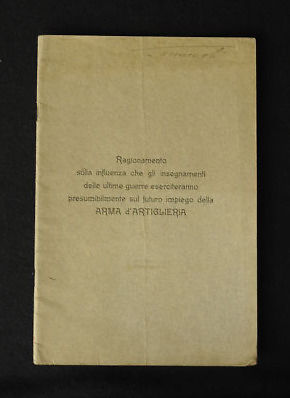 Ragionamento
sulla influenza che gli insegnamenti
delle ultime guerre eserciteranno
presumibilmente sul futuro impiego della
ARMA d'ARTIGLIERIA